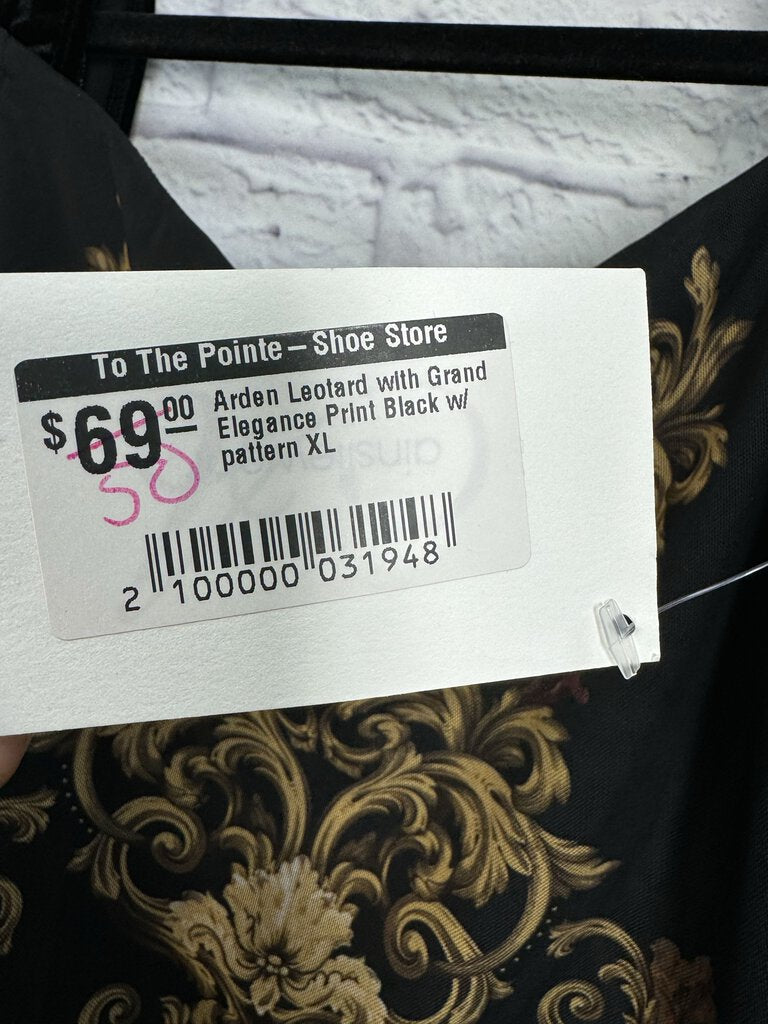 To The Pointe – Shoe Store
$69.00
50
Arden Leotard with Grand
Elegance Print Black w/
pattern XL
2 100000 031948